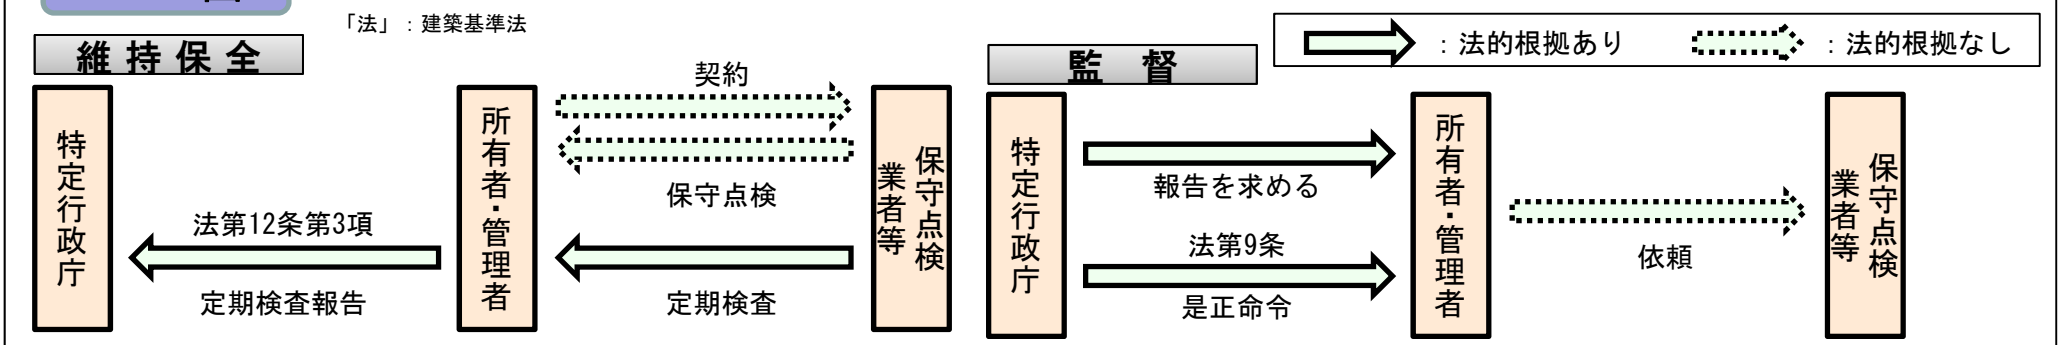 「法」：建築基準法
維持保全
特定行政庁
法第12条第3項
定期検査報告
所有者・管理者
契約
保守点検
定期検査
保守点検
業者等
：法的根拠あり
：法的根拠なし
監督
特定行政庁
報告を求める
法第9条
是正命令
所有者・管理者
依頼
保守点検
業者等